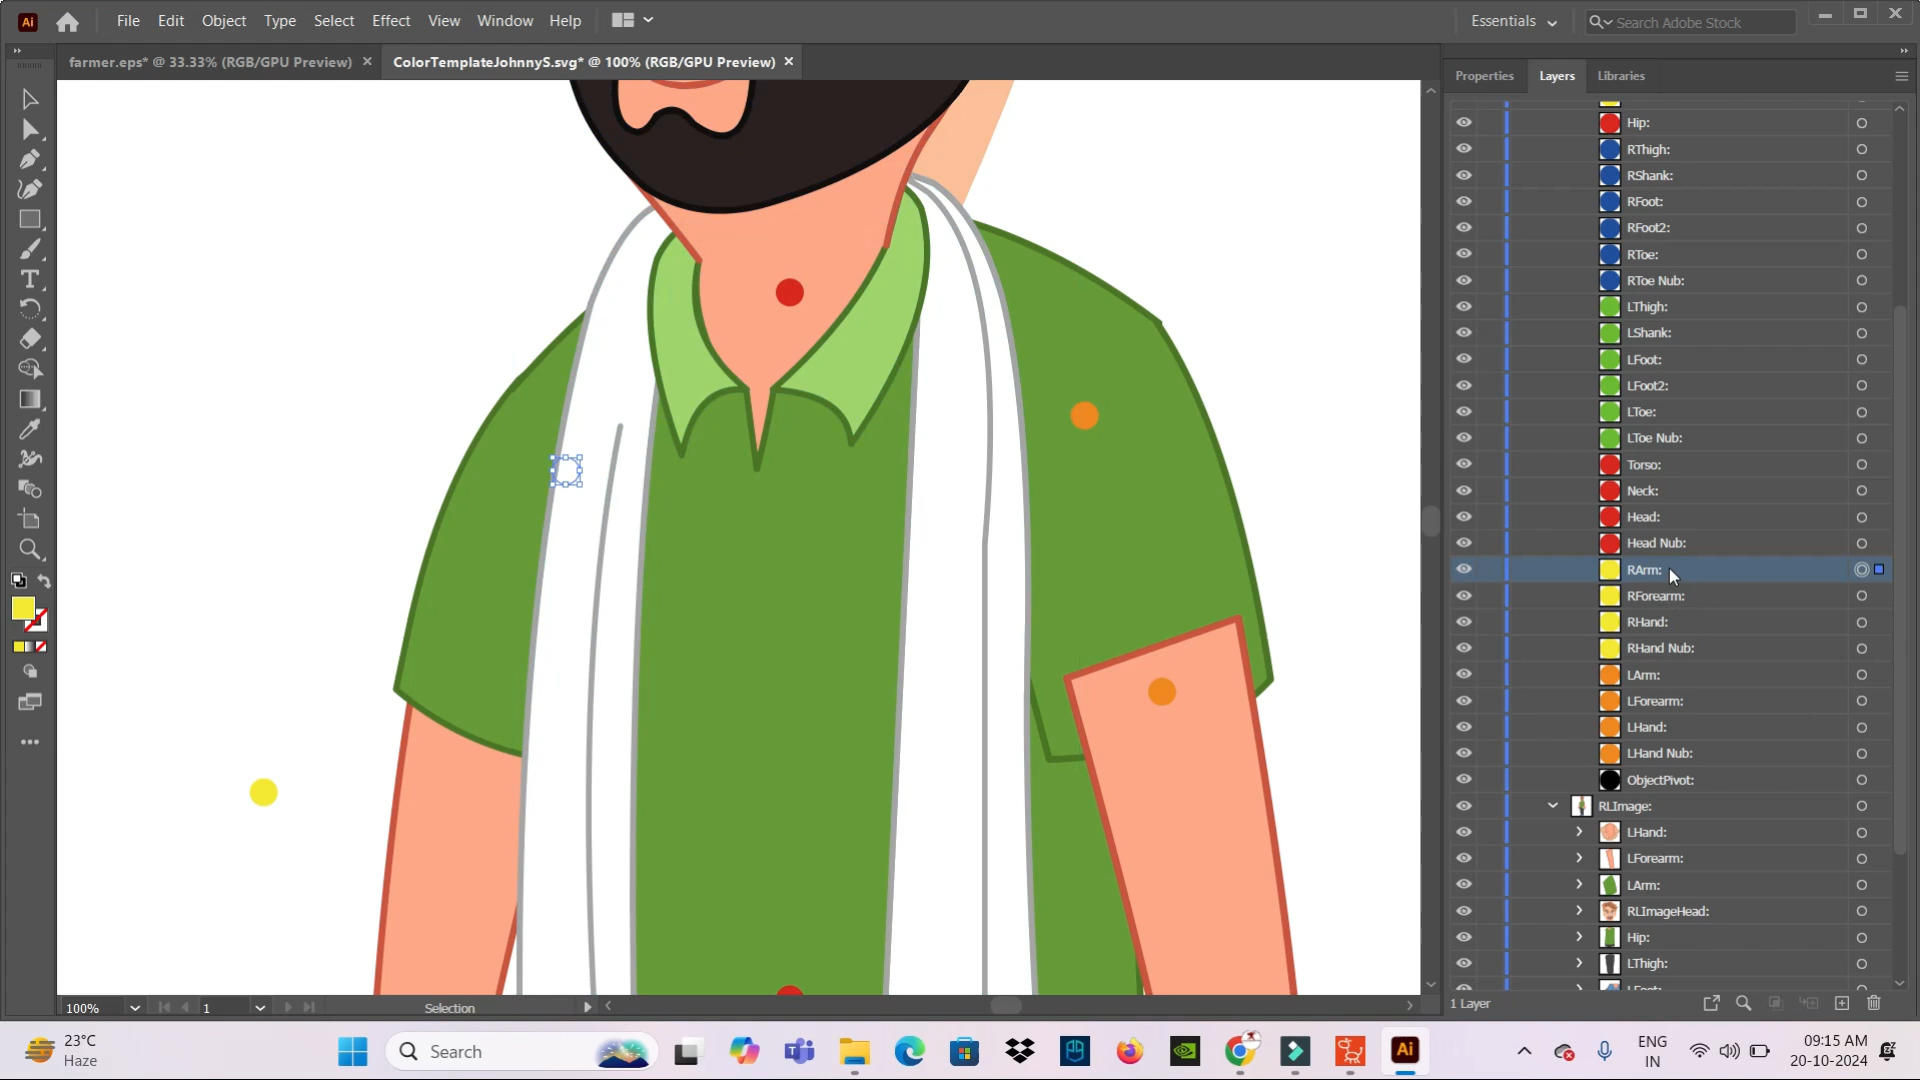 Ai File Edit Object Type Select Effect View Window Help Essentials Search Adobe Stock
farmer.eps* @ 33.33% (RGB/GPU Preview) ColorTemplateJohnnyS.svg* @ 100% (RGB/GPU Preview)
Properties Layers Libraries
Hip:
RThigh:
RShank:
RFoot:
RFoot2:
RToe:
RToe Nub:
LThigh:
LShank:
LFoot:
LFoot2:
LToe:
LToe Nub:
Torso:
Neck:
Head:
Head Nub:
RArm:
RForearm:
RHand:
RHand Nub:
LArm:
LForearm:
LHand:
LHand Nub:
ObjectPivot:
RLImage:
LHand:
LForearm:
LArm:
RLImageHead:
Hip:
LThigh:
LFoot:
100% 1 Selection 1 Layer
23°C
Haze
Search
Ai
ENG
IN
09:15 AM
20-10-2024